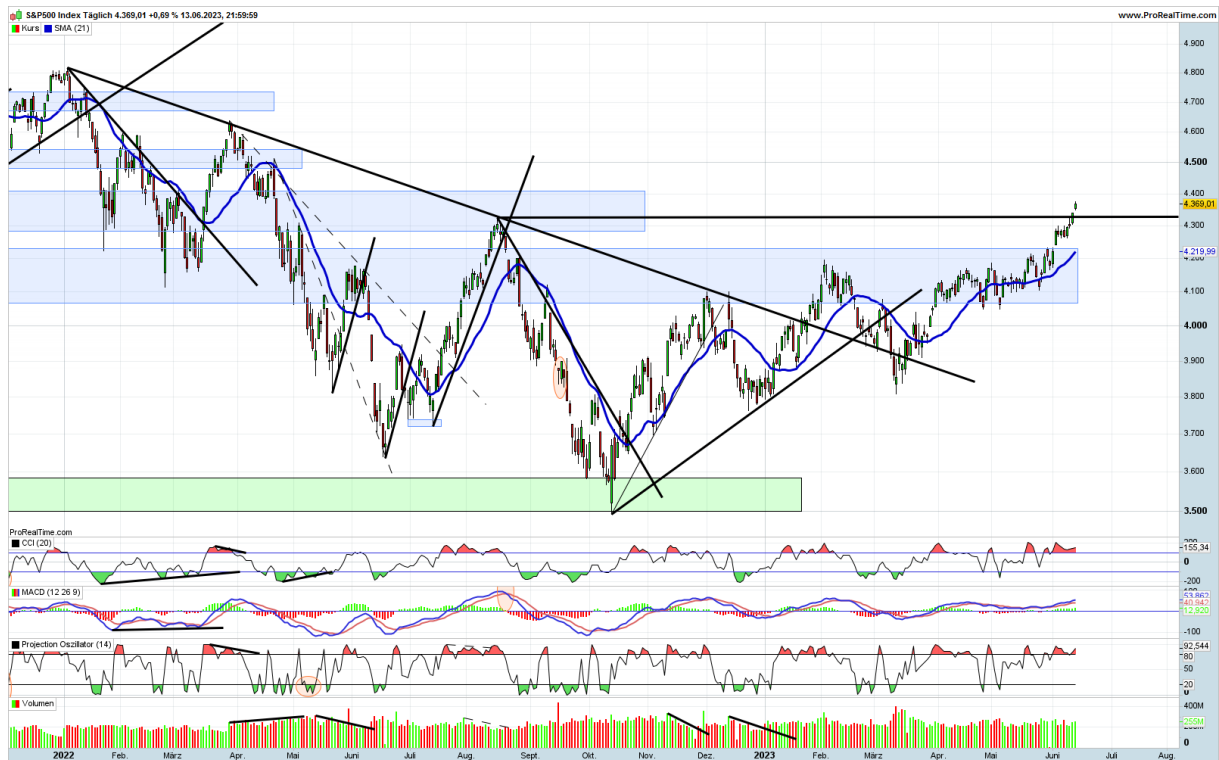 S&P500 Index Täglich 4.369,01 +0,69 % 13.06.2023, 21:59:59
www.ProRealTime.com
Kurs SMA (21)
4.900
4.800
4.700
4.600
4.500
4.400
4.369,01
4.300
4.219,99
4.200
4.100
4.000
3.900
3.800
3.700
3.600
3.500
ProRealTime.com
CCI (20)
200
155,34
0
-200
MACD (12 26 9)
53,862
40,942
12,920
-100
Projection Oszillator (14)
92,544
80
50
20
0
Volumen
400M
255M
0
2022 Feb. März Apr. Mai Juni Juli Aug. Sept. Okt. Nov. Dez. 2023 Feb. März Apr. Mai Juni Juli Aug.